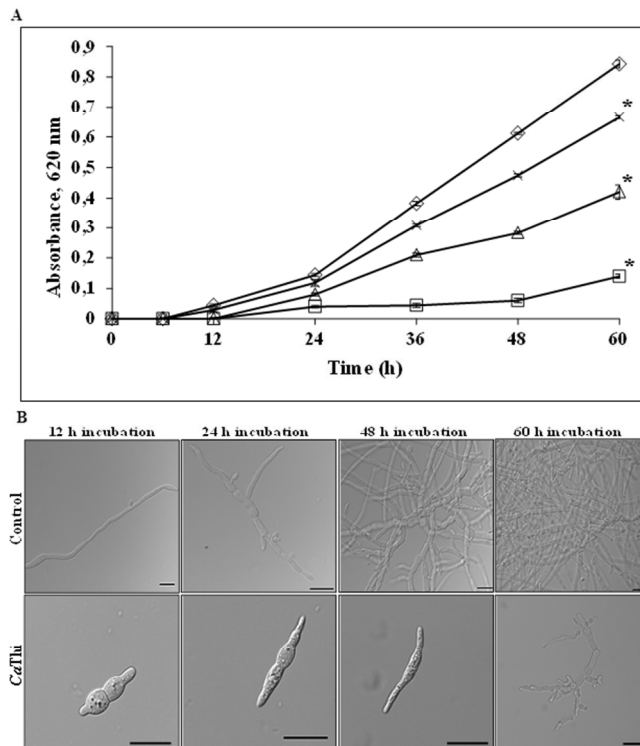 A
0,9
0,8
0,7
0,6
0,5
0,4
0,3
0,2
0,1
0
Absorbance, 620 nm
*
*
*
0 12 24 36 48 60
Time (h)
B
12 h incubation 24 h incubation 48 h incubation 60 h incubation
Control
CaThi